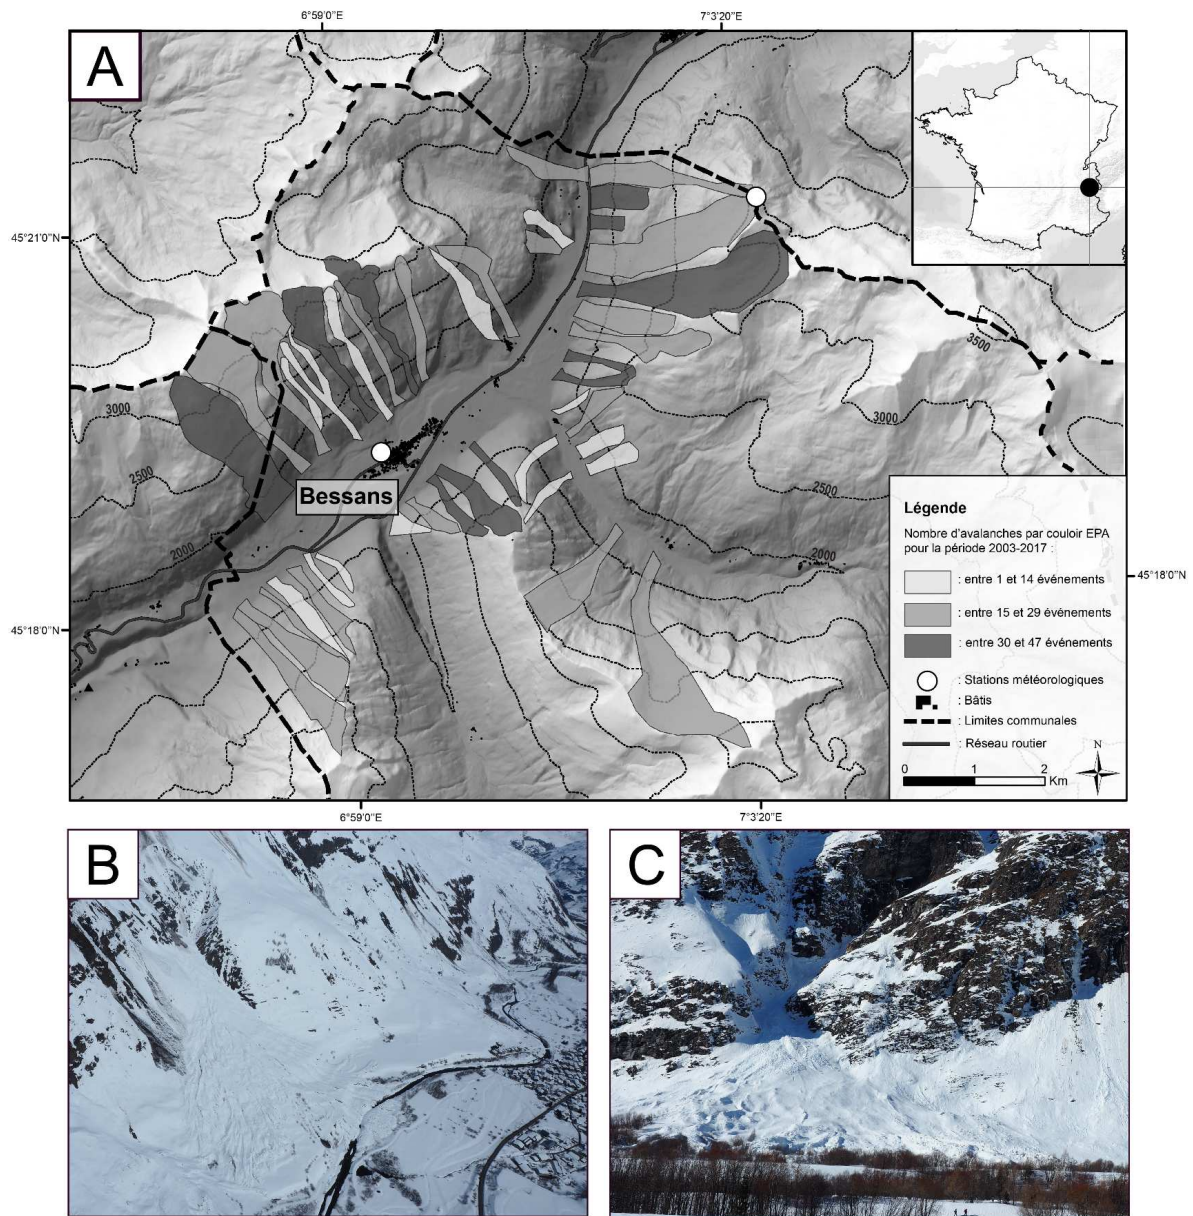 6°59'0"E
7°3'20"E
A
45°21'0"N
3500
3000
3000
2500
Bessans
2500
2000
2000
45°18'0"N
45°18'0"N
Légende
Nombre d'avalanches par couloir EPA
pour la période 2003-2017 :
: entre 1 et 14 événements
: entre 15 et 29 événements
: entre 30 et 47 événements
: Stations météorologiques
: Bâtis
: Limites communales
: Réseau routier
N
0 1 2
Km
6°59'0"E
7°3'20"E
B
C